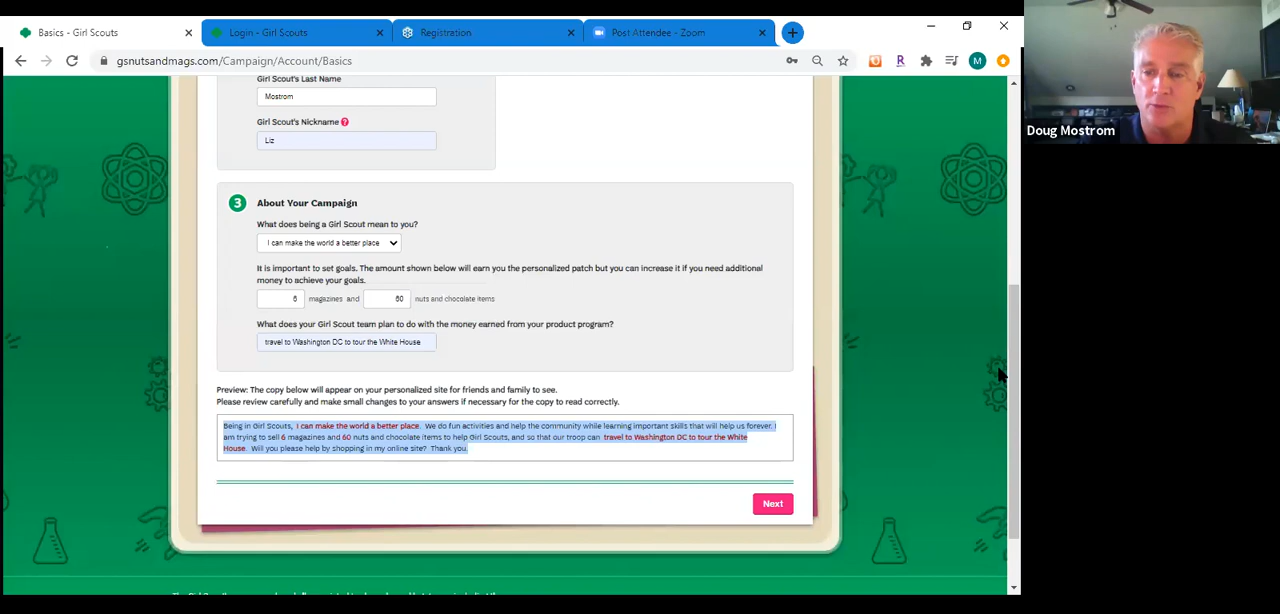 Basics - Girl Scouts
Login - Girl Scouts
Registration
Post Attendee - Zoom
gsnutsandmags.com/Campaign/Account/Basics
R
M
Doug Mostrom
Girl Scout's Last Name
Mostrom
Girl Scout's Nickname ?
Liz
3 About Your Campaign
What does being a Girl Scout mean to you?
I can make the world a better place
It is important to set goals. The amount shown below will earn you the personalized patch but you can increase it if you need additional
money to achieve your goals.
6 magazines and 60 nuts and chocolate items
What does your Girl Scout team plan to do with the money earned from your product program?
travel to Washington DC to tour the White House
Preview: The copy below will appear on your personalized site for friends and family to see.
Please review carefully and make small changes to your answers if necessary for the copy to read correctly.
Being in Girl Scouts, I can make the world a better place. We do fun activities and help the community while learning important skills that will help us forever. I
am trying to sell 6 magazines and 60 nuts and chocolate items to help Girl Scouts, and so that our troop can travel to Washington DC to tour the White
House. Will you please help by shopping in my online site? Thank you.
Next